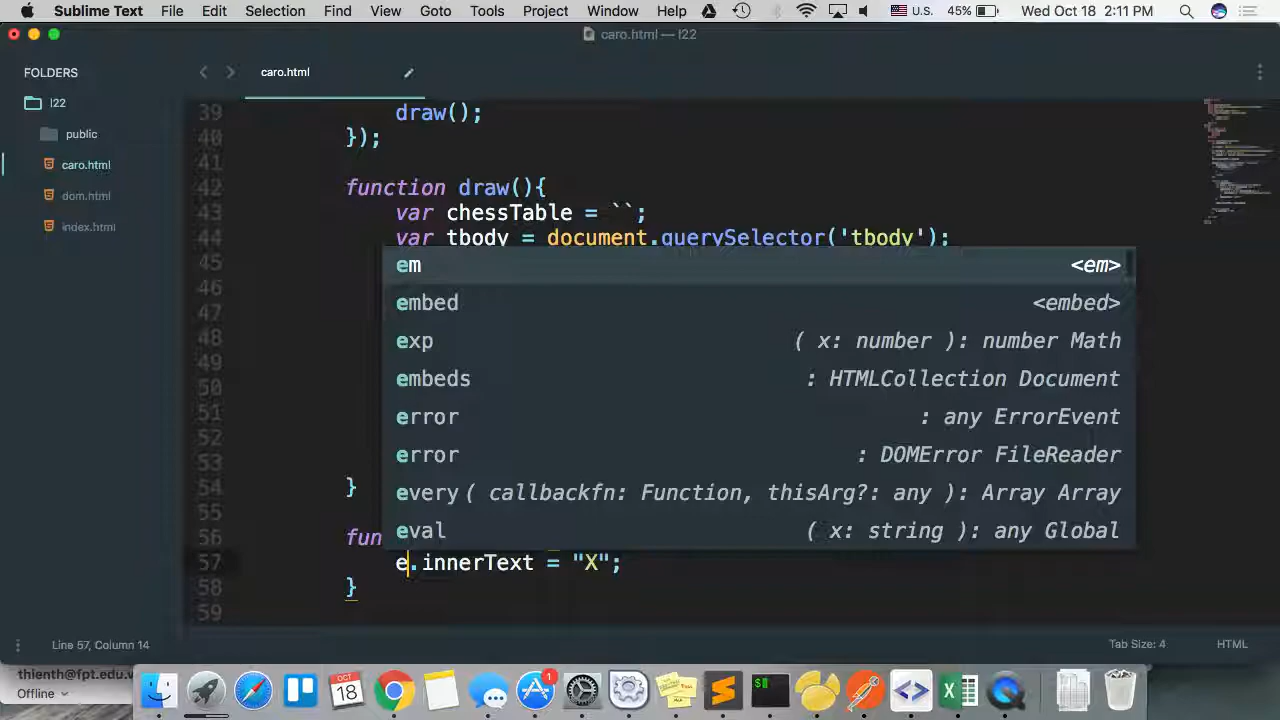 Sublime Text File Edit Selection Find View Goto Tools Project Window Help U.S. 45% Wed Oct 18 2:11 PM
caro.html — l22
FOLDERS
caro.html
l22
public
caro.html
dom.html
index.html
39 draw();
40 });
41
42 function draw(){
43 var chessTable = ``;
44 var tbody = document.querySelector('tbody');
45
46
47
48
49
50
51
52
53
54 }
55
56 fun
57 e.innerText = "X";
58 }
59
em <em>
embed <embed>
exp ( x: number ): number Math
embeds : HTMLCollection Document
error : any ErrorEvent
error : DOMError FileReader
every ( callbackfn: Function, thisArg?: any ): Array Array
eval ( x: string ): any Global
Line 57, Column 14 Tab Size: 4 HTML
thienth@fpt.edu.v
Offline
OCT
18
1
$